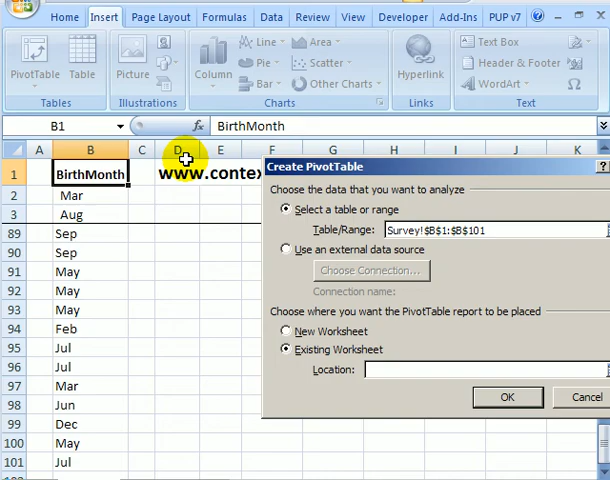 Home Insert Page Layout Formulas Data Review View Developer Add-Ins PUP v7
PivotTable Table Picture Column Line Area Hyperlink Text Box
Pie Scatter Header & Footer
Bar Other Charts WordArt Ω
Tables Illustrations Charts Links Text
B1 fx BirthMonth
A B C D E F G H I J K
1 BirthMonth www.contex
2 Mar
3 Aug
89 Sep
90 Sep
91 May
92 May
93 May
94 Feb
95 Jul
96 Jul
97 Mar
98 Jun
99 Dec
100 May
101 Jul
Create PivotTable ?
Choose the data that you want to analyze
Select a table or range
Table/Range: Survey!$B$1:$B$101
Use an external data source
Choose Connection...
Connection name:
Choose where you want the PivotTable report to be placed
New Worksheet
Existing Worksheet
Location:
OK Cancel